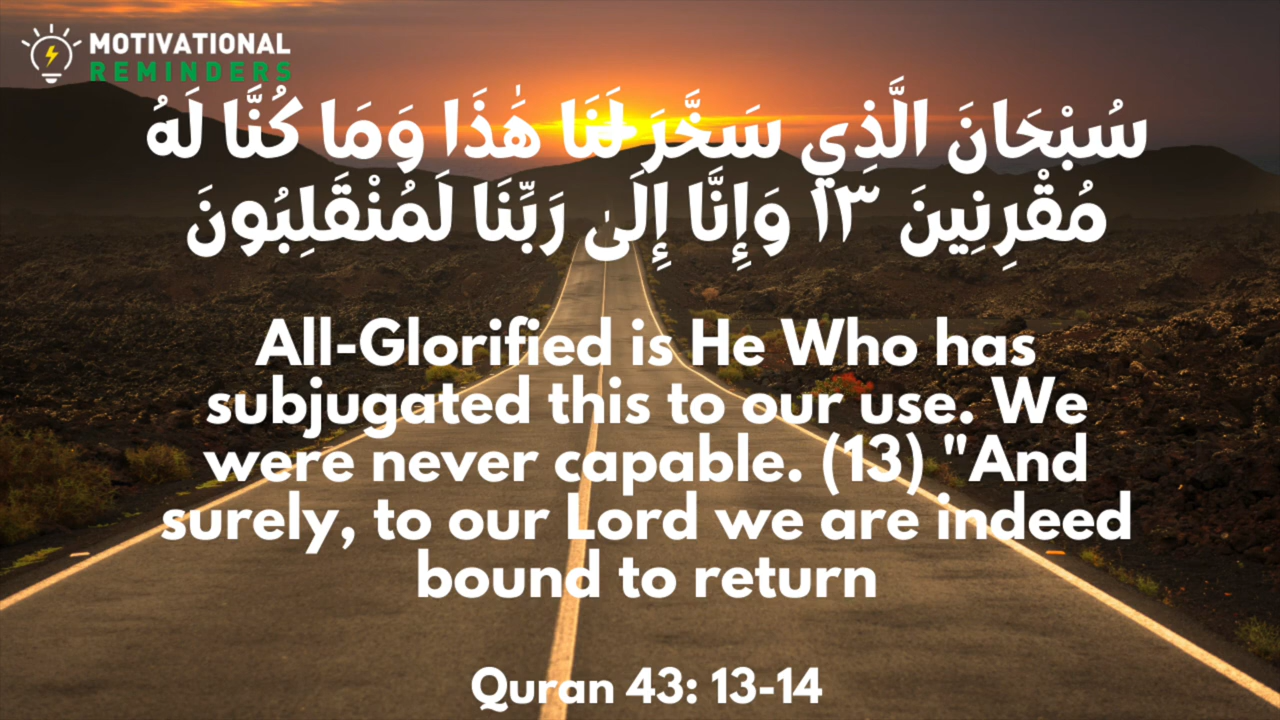 MOTIVATIONAL
REMINDERS
سُبْحَانَ الَّذِي سَخَّرَ لَنَا هَٰذَا وَمَا كُنَّا لَهُ
مُقْرِنِينَ ١٣ وَإِنَّا إِلَىٰ رَبِّنَا لَمُنْقَلِبُونَ
All-Glorified is He Who has
subjugated this to our use. We
were never capable. (13) "And
surely, to our Lord we are indeed
bound to return
Quran 43: 13-14